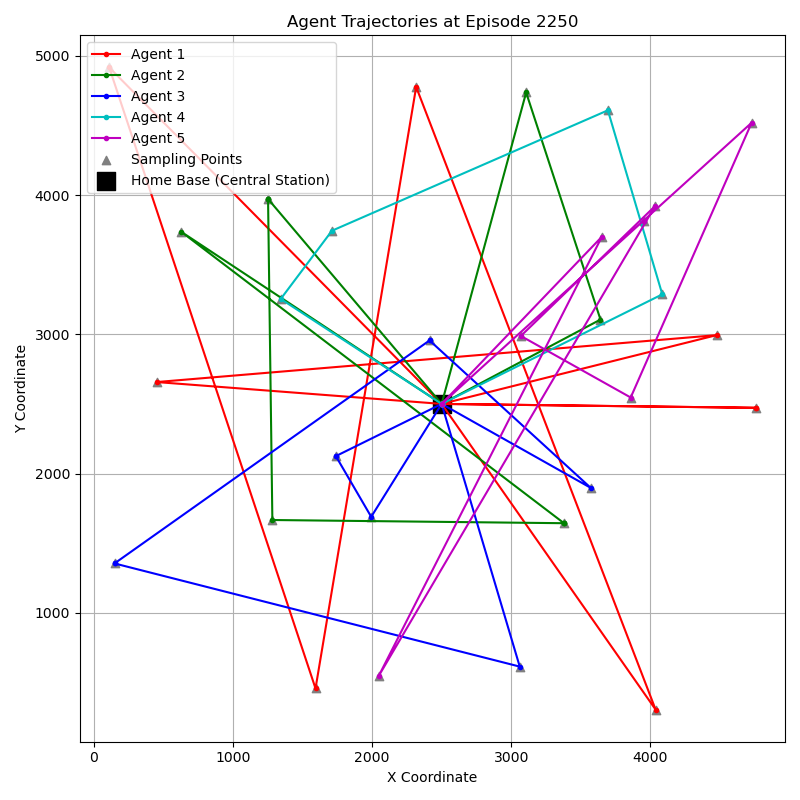 Agent Trajectories at Episode 2250
Agent 1
Agent 2
Agent 3
Agent 4
Agent 5
Sampling Points
Home Base (Central Station)
5000
4000
3000
2000
1000
Y Coordinate
0
1000
2000
3000
4000
X Coordinate